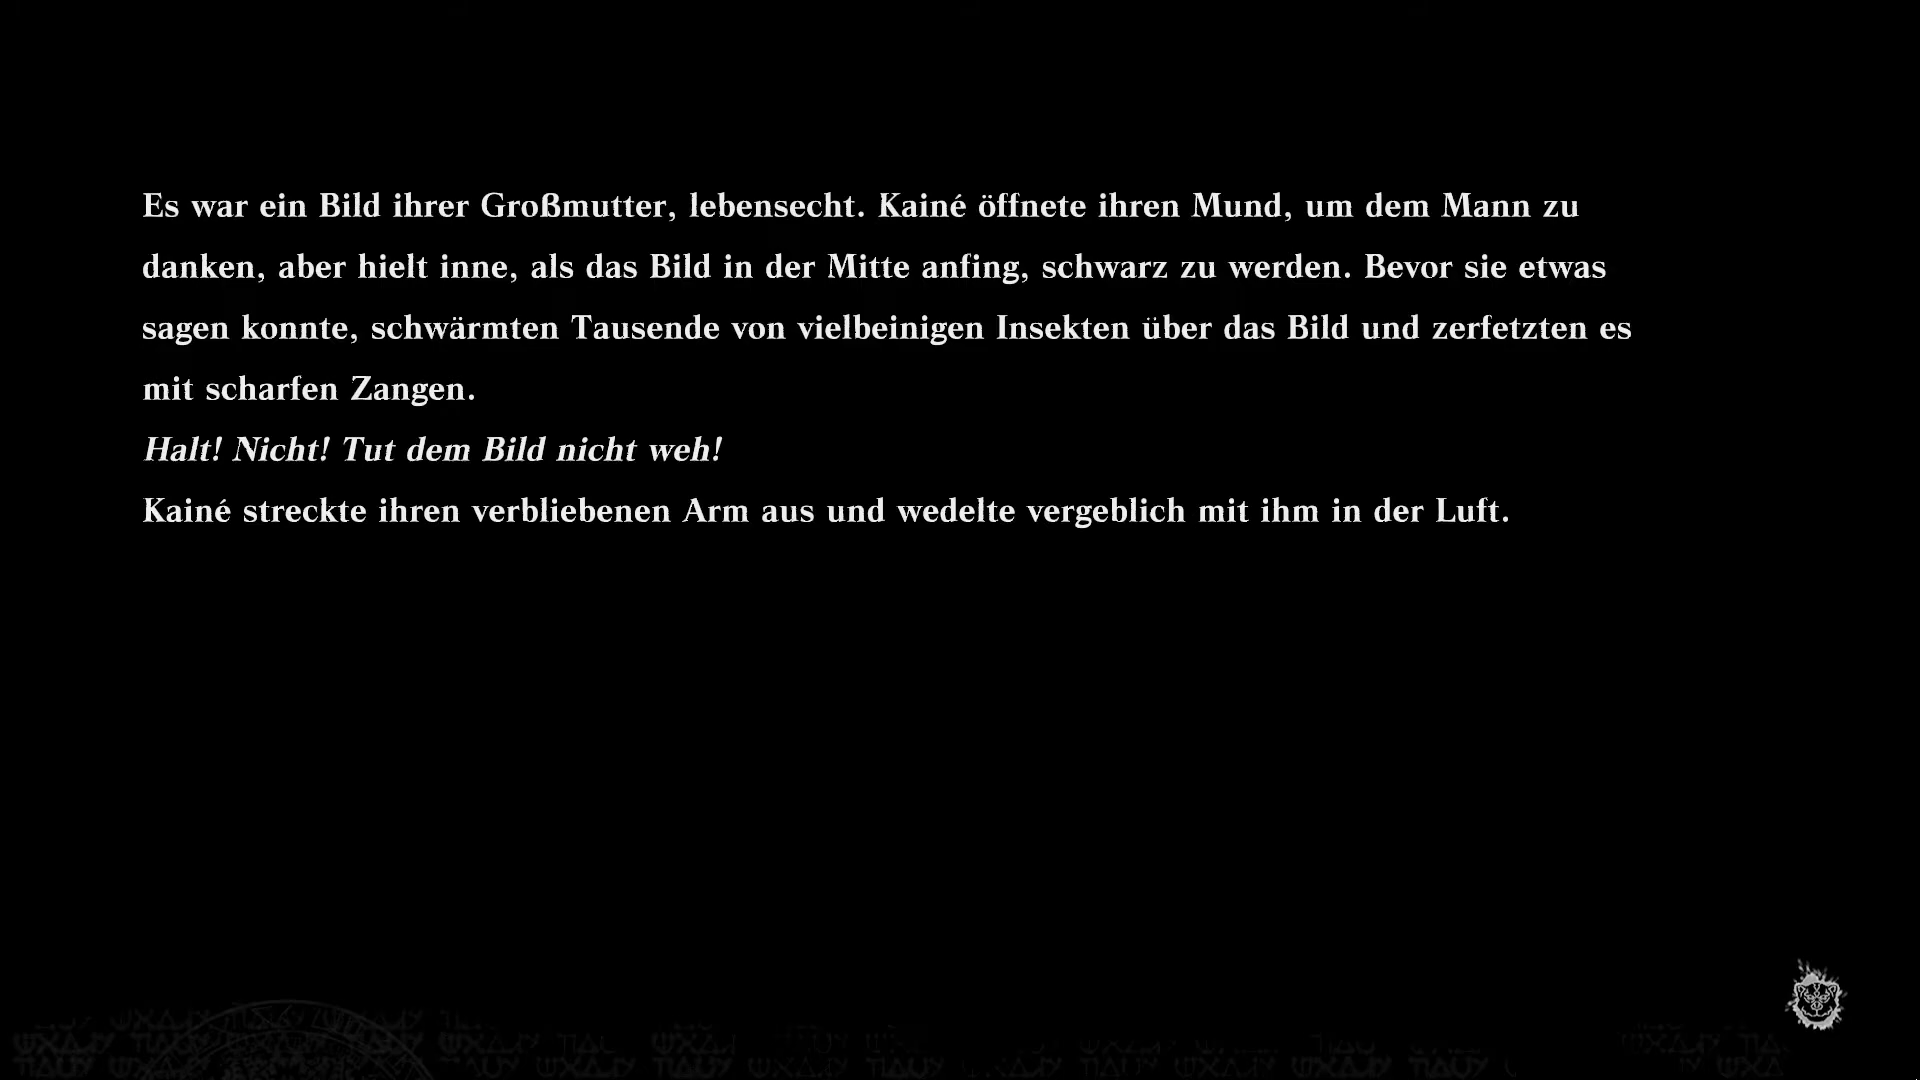 Es war ein Bild ihrer Großmutter, lebensecht. Kainé öffnete ihren Mund, um dem Mann zu
danken, aber hielt inne, als das Bild in der Mitte anfing, schwarz zu werden. Bevor sie etwas
sagen konnte, schwärmten Tausende von vielbeinigen Insekten über das Bild und zerfetzten es
mit scharfen Zangen.
Halt! Nicht! Tut dem Bild nicht weh!
Kainé streckte ihren verbliebenen Arm aus und wedelte vergeblich mit ihm in der Luft.